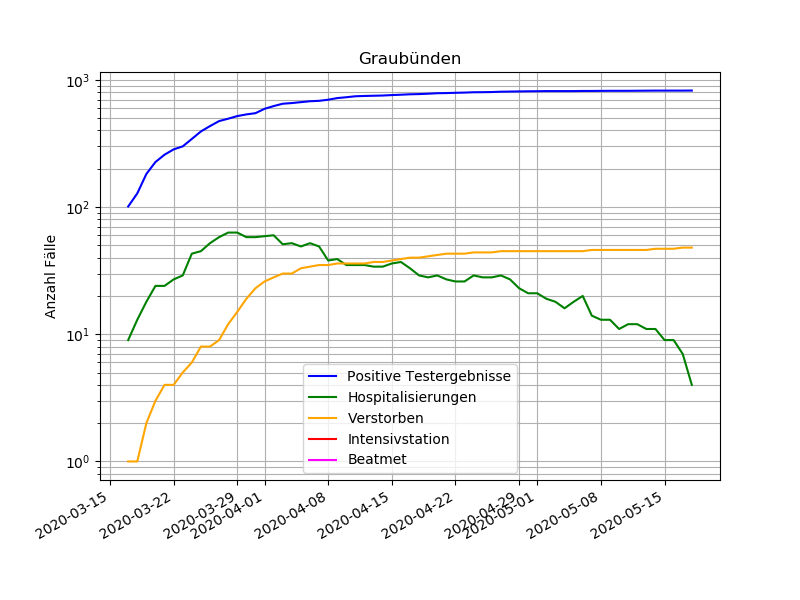 Graubünden
Anzahl Fälle
10³
10²
10¹
10⁰
Positive Testergebnisse
Hospitalisierungen
Verstorben
Intensivstation
Beatmet
2020-03-15
2020-03-22
2020-03-29
2020-04-01
2020-04-08
2020-04-15
2020-04-22
2020-04-29
2020-05-01
2020-05-08
2020-05-15